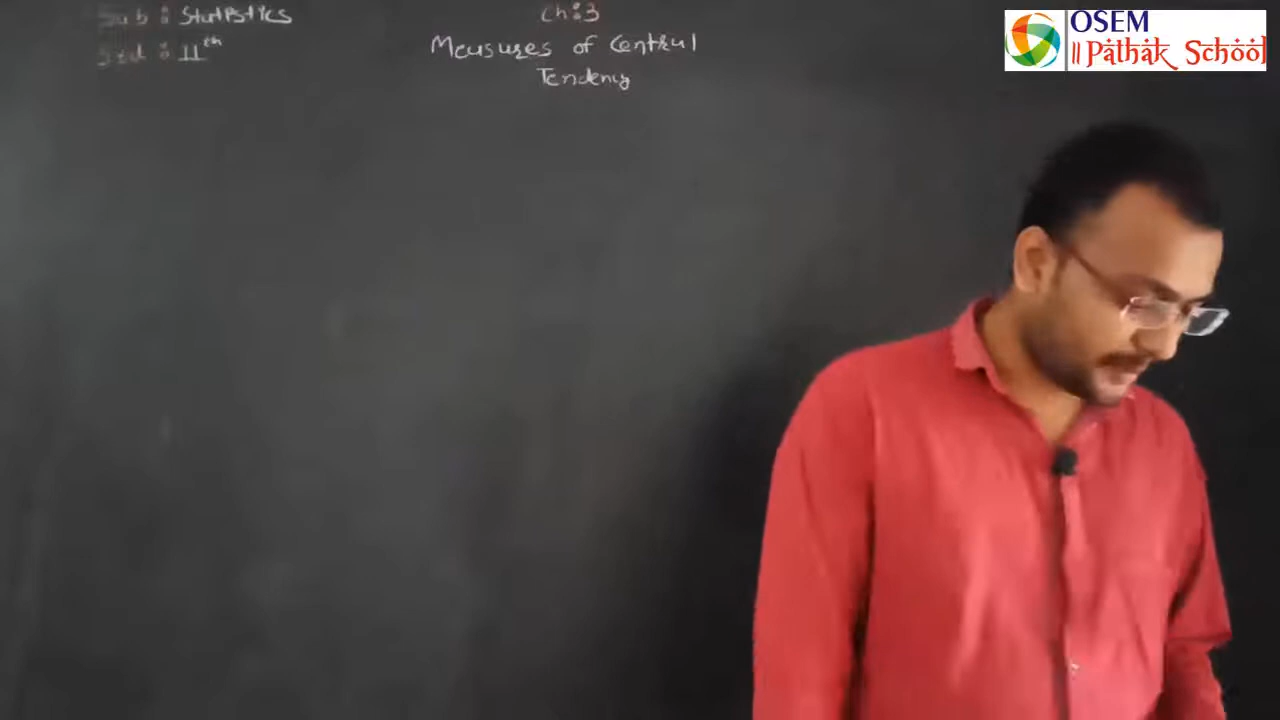 Sub : Statistics
Std : 11th
Ch:3
Measures of Central
Tendency
OSEM
Pathak School